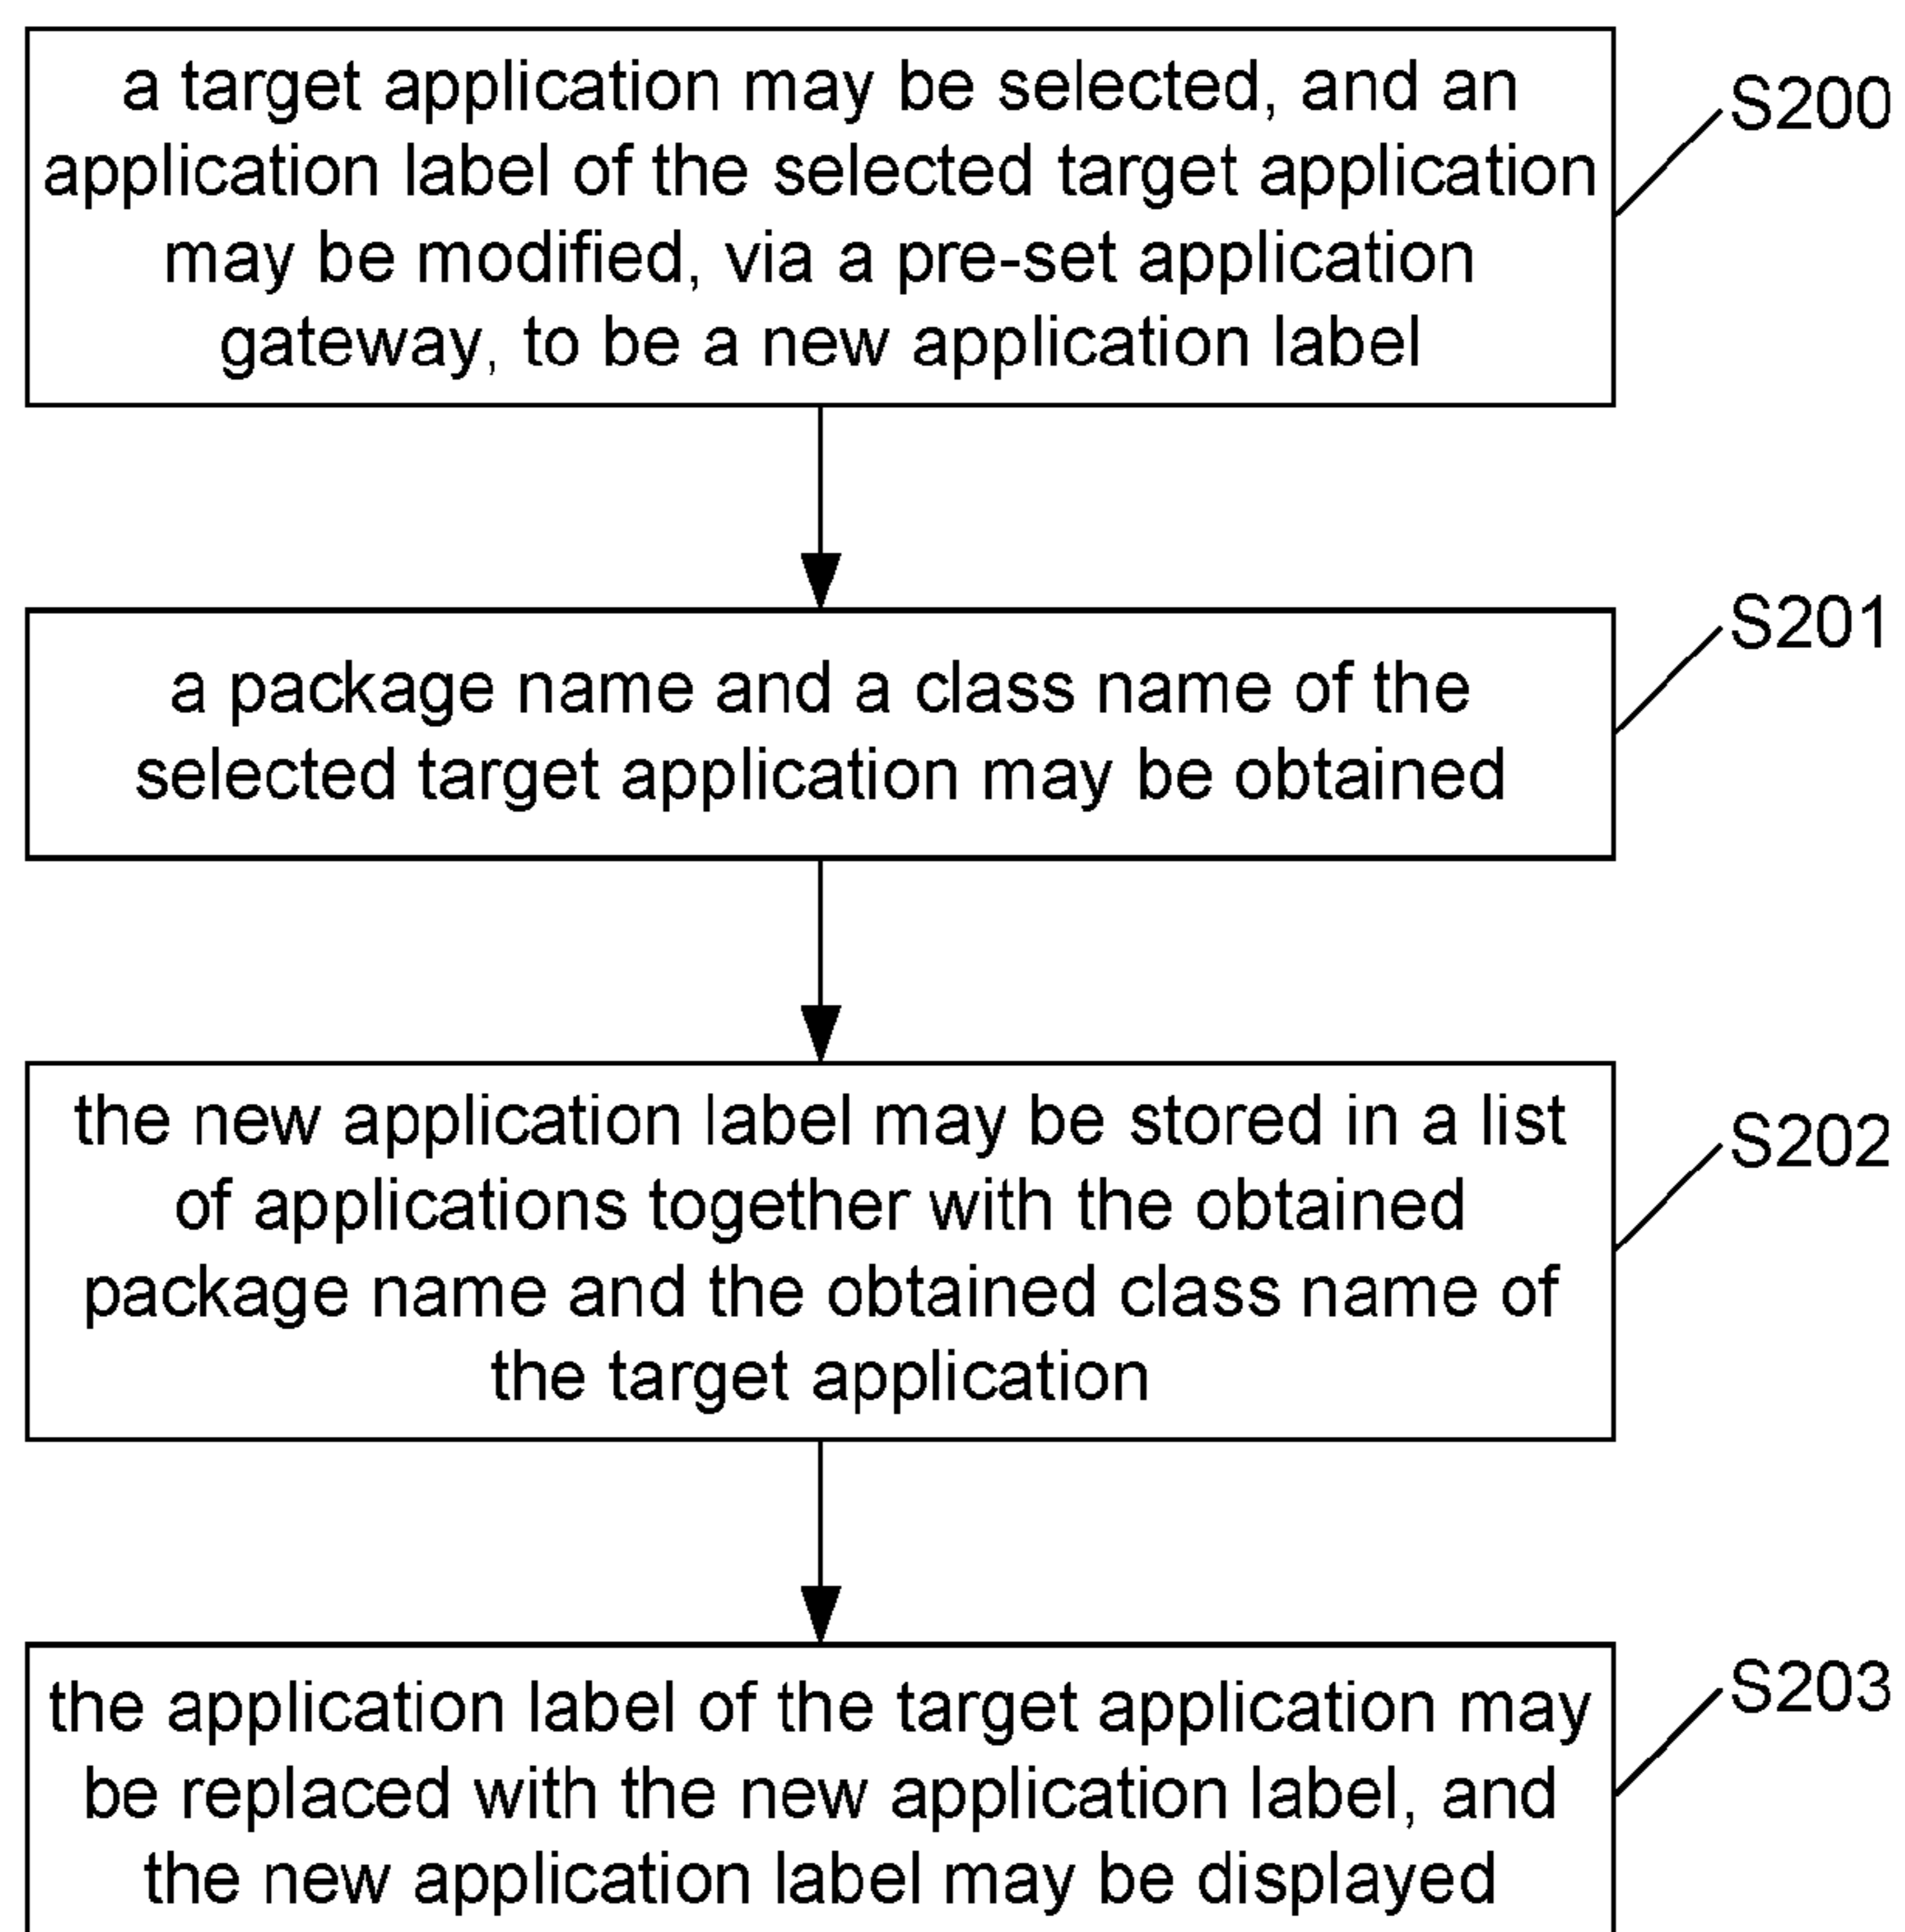 a target application may be selected, and an
application label of the selected target application
may be modified, via a pre-set application
gateway, to be a new application label
S200
a package name and a class name of the
selected target application may be obtained
S201
the new application label may be stored in a list
of applications together with the obtained
package name and the obtained class name of
the target application
S202
the application label of the target application may
be replaced with the new application label, and
the new application label may be displayed
S203